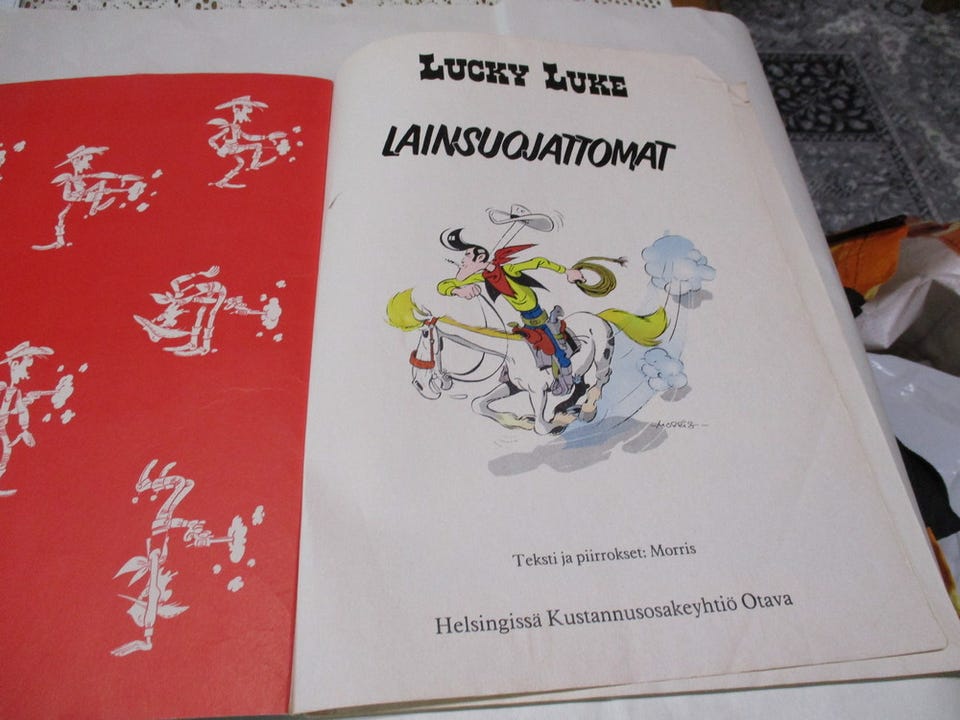 LUCKY LUKE
LAINSUOJATTOMAT
MORRIS
Teksti ja piirrokset: Morris
Helsingissä Kustannusosakeyhtiö Otava